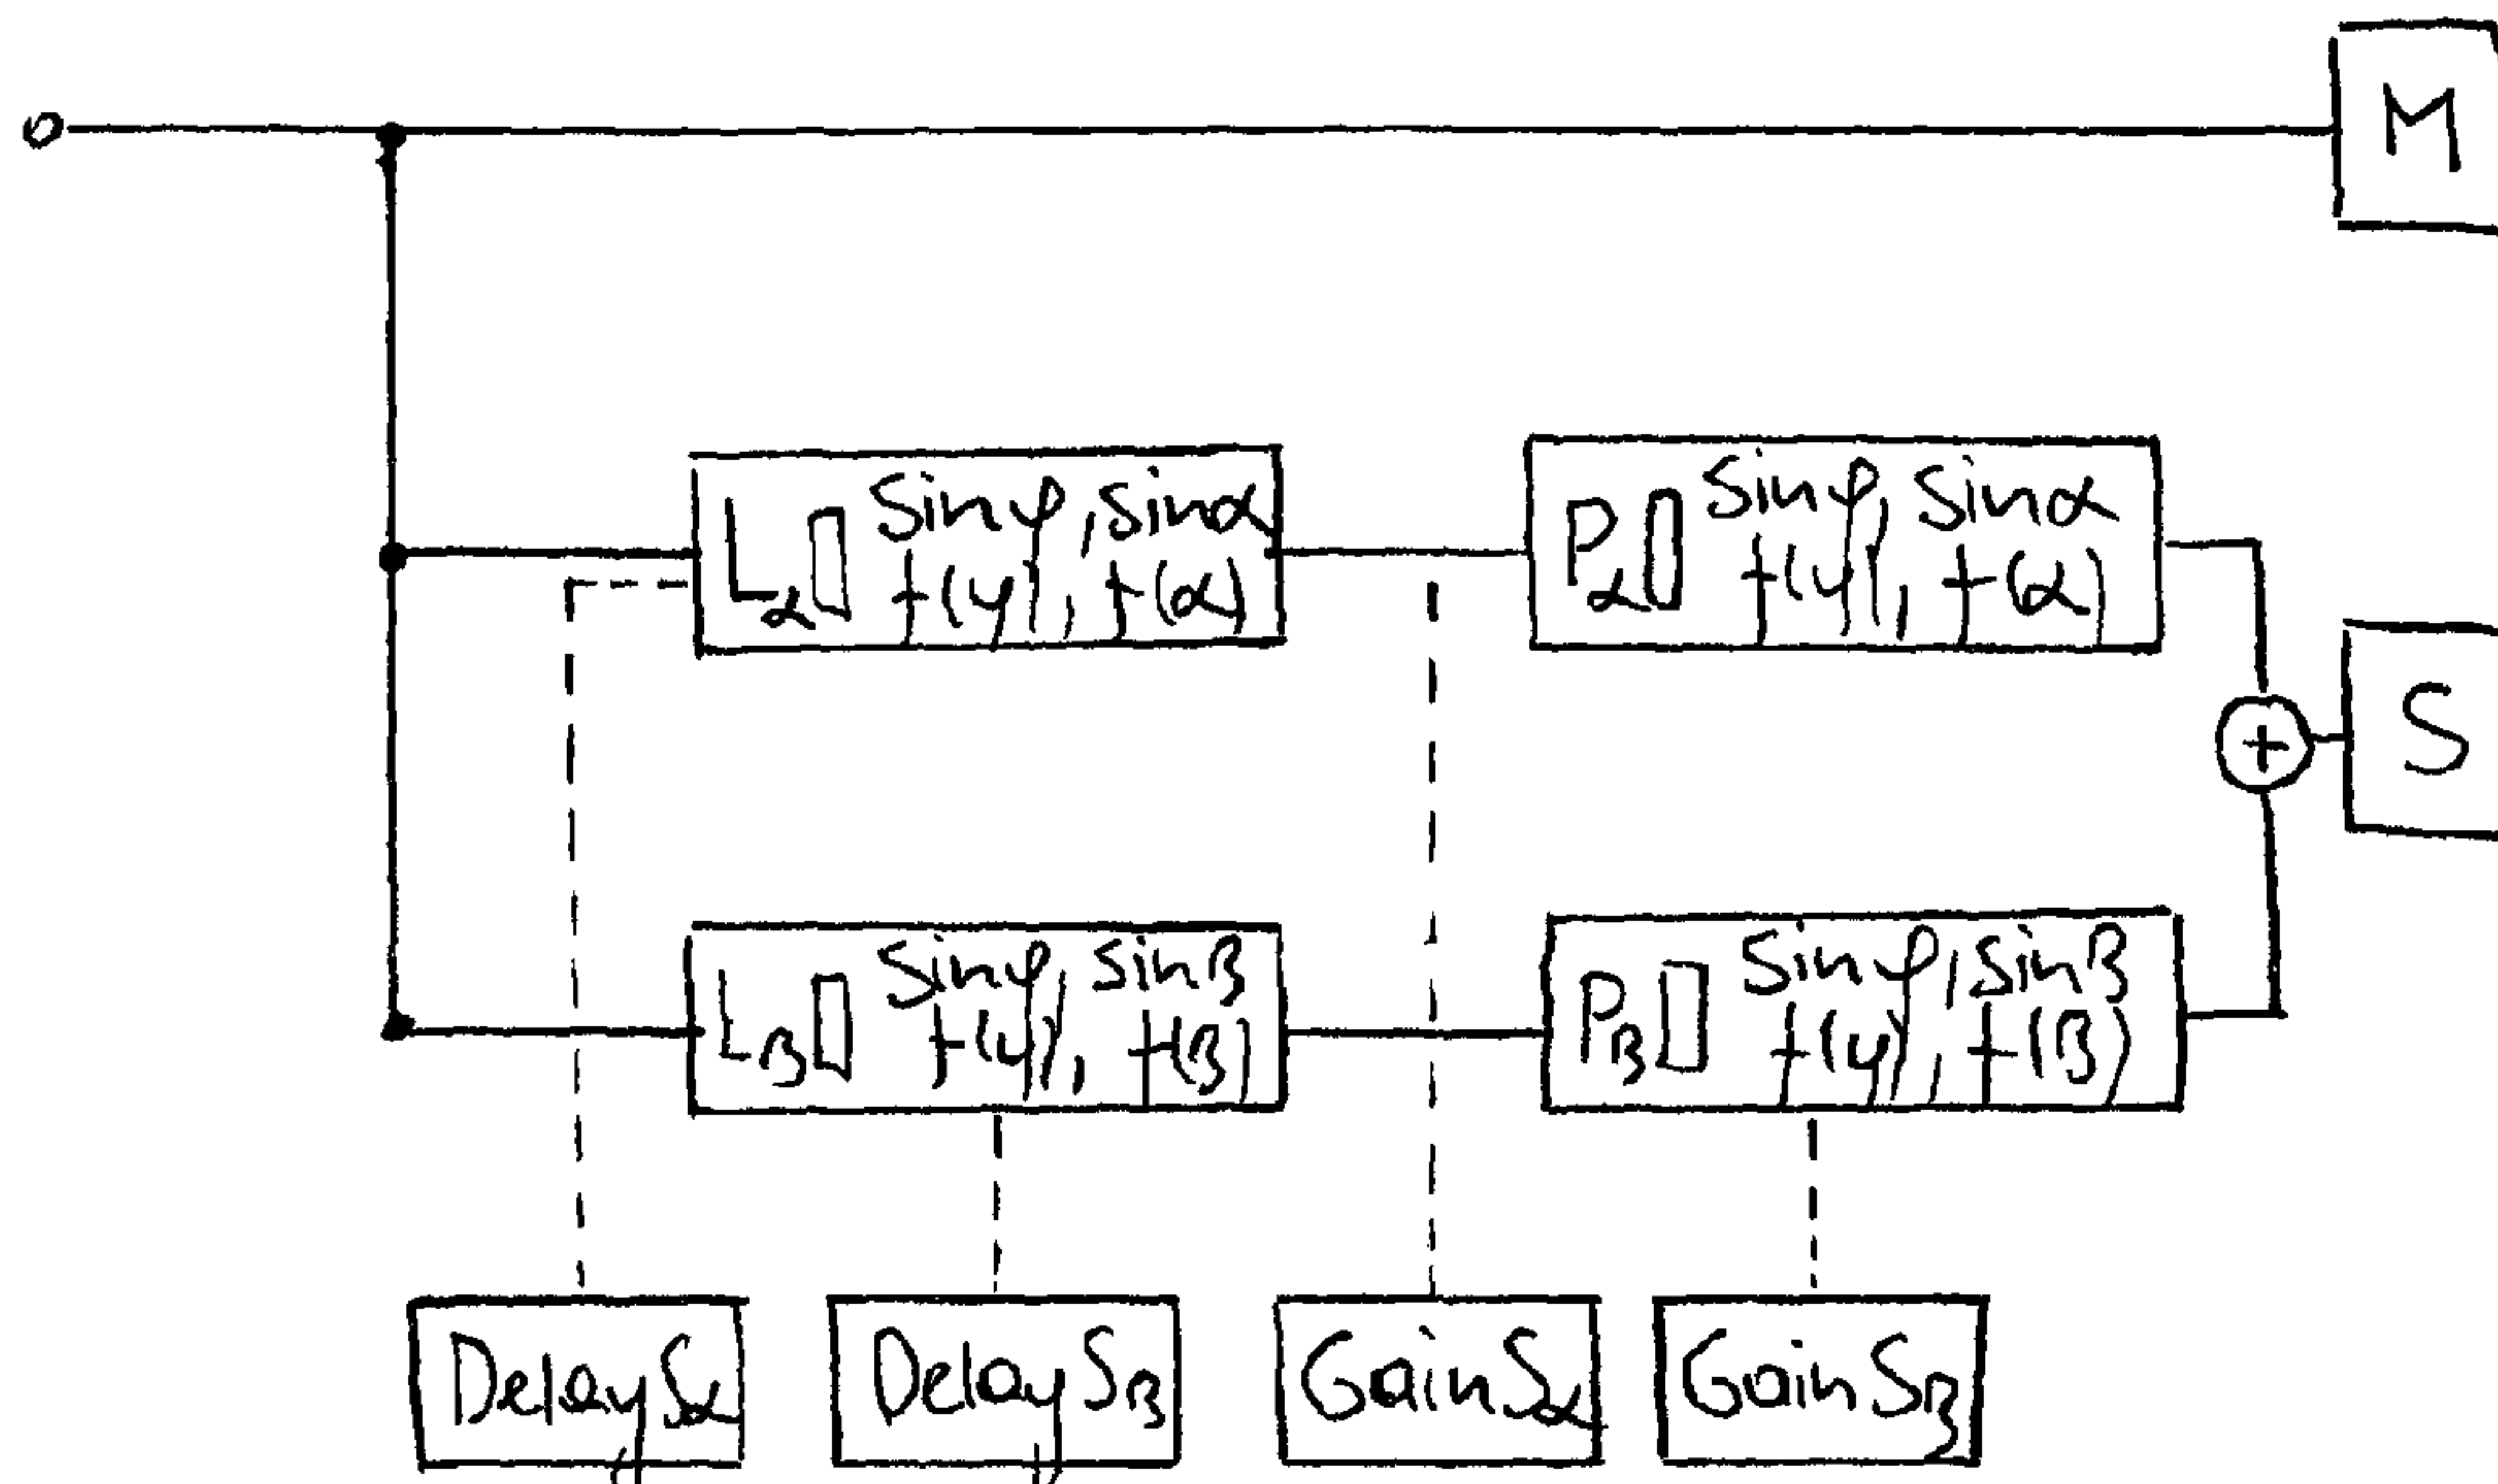 M
Lα[] sinφ, sinα
f(φ), f(α)
Pα[] sinφ, sinα
f(φ), f(α)
S
Lβ[] sinφ, sinβ
f(φ), f(β)
Pβ[] sinφ, sinβ
f(φ), f(β)
Delay Sα
Delay Sβ
Gain Sα
Gain Sβ